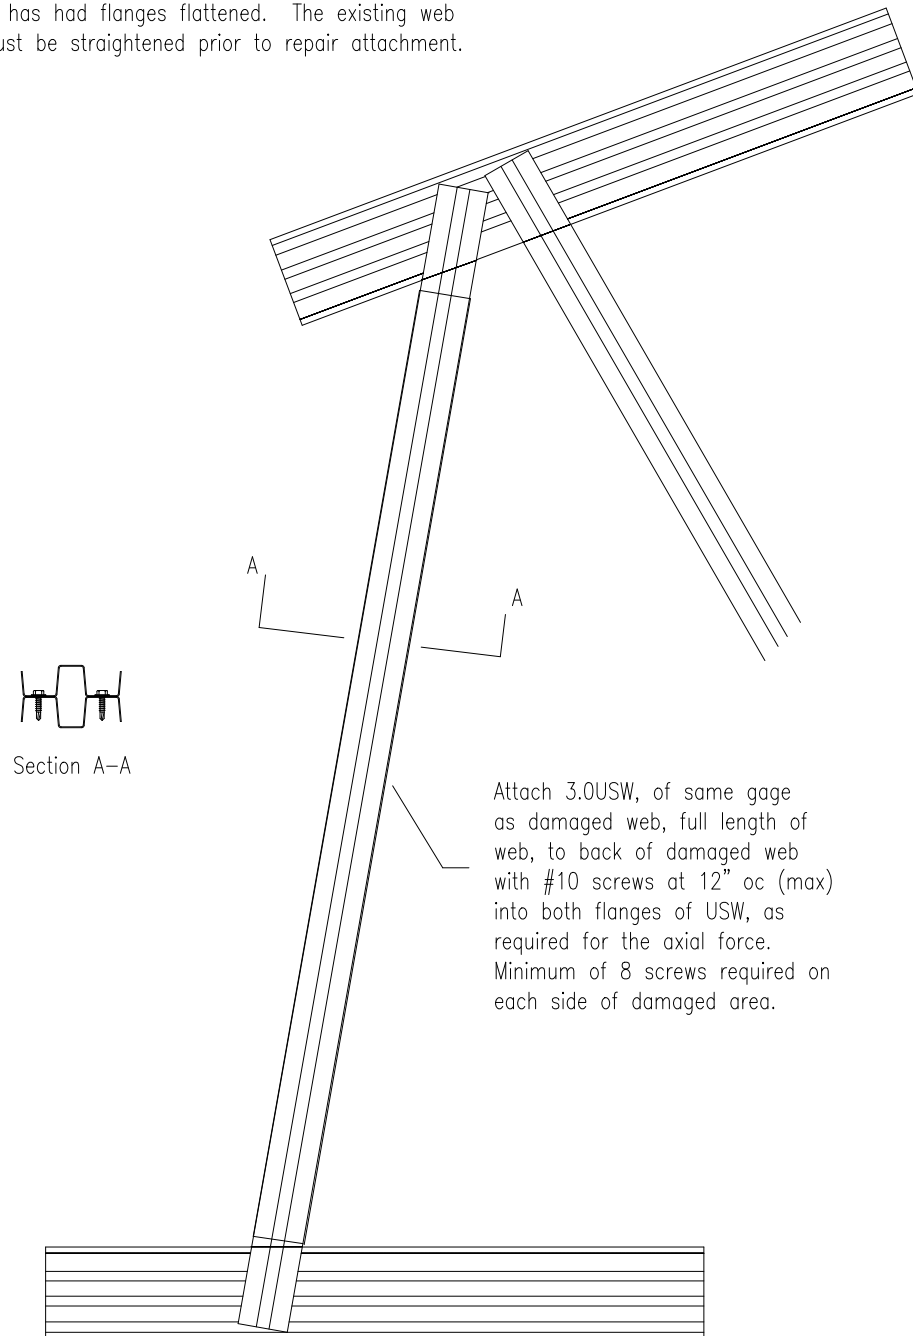 has had flanges flattened. The existing web
must be straightened prior to repair attachment.
A
A
Section A-A
Attach 3.0USW, of same gage
as damaged web, full length of
web, to back of damaged web
with #10 screws at 12" oc (max)
into both flanges of USW, as
required for the axial force.
Minimum of 8 screws required on
each side of damaged area.